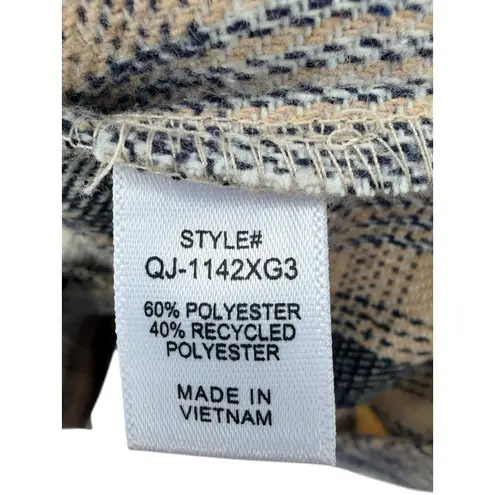 STYLE#
QJ-1142XG3
60% POLYESTER
40% RECYCLED
POLYESTER
MADE IN
VIETNAM